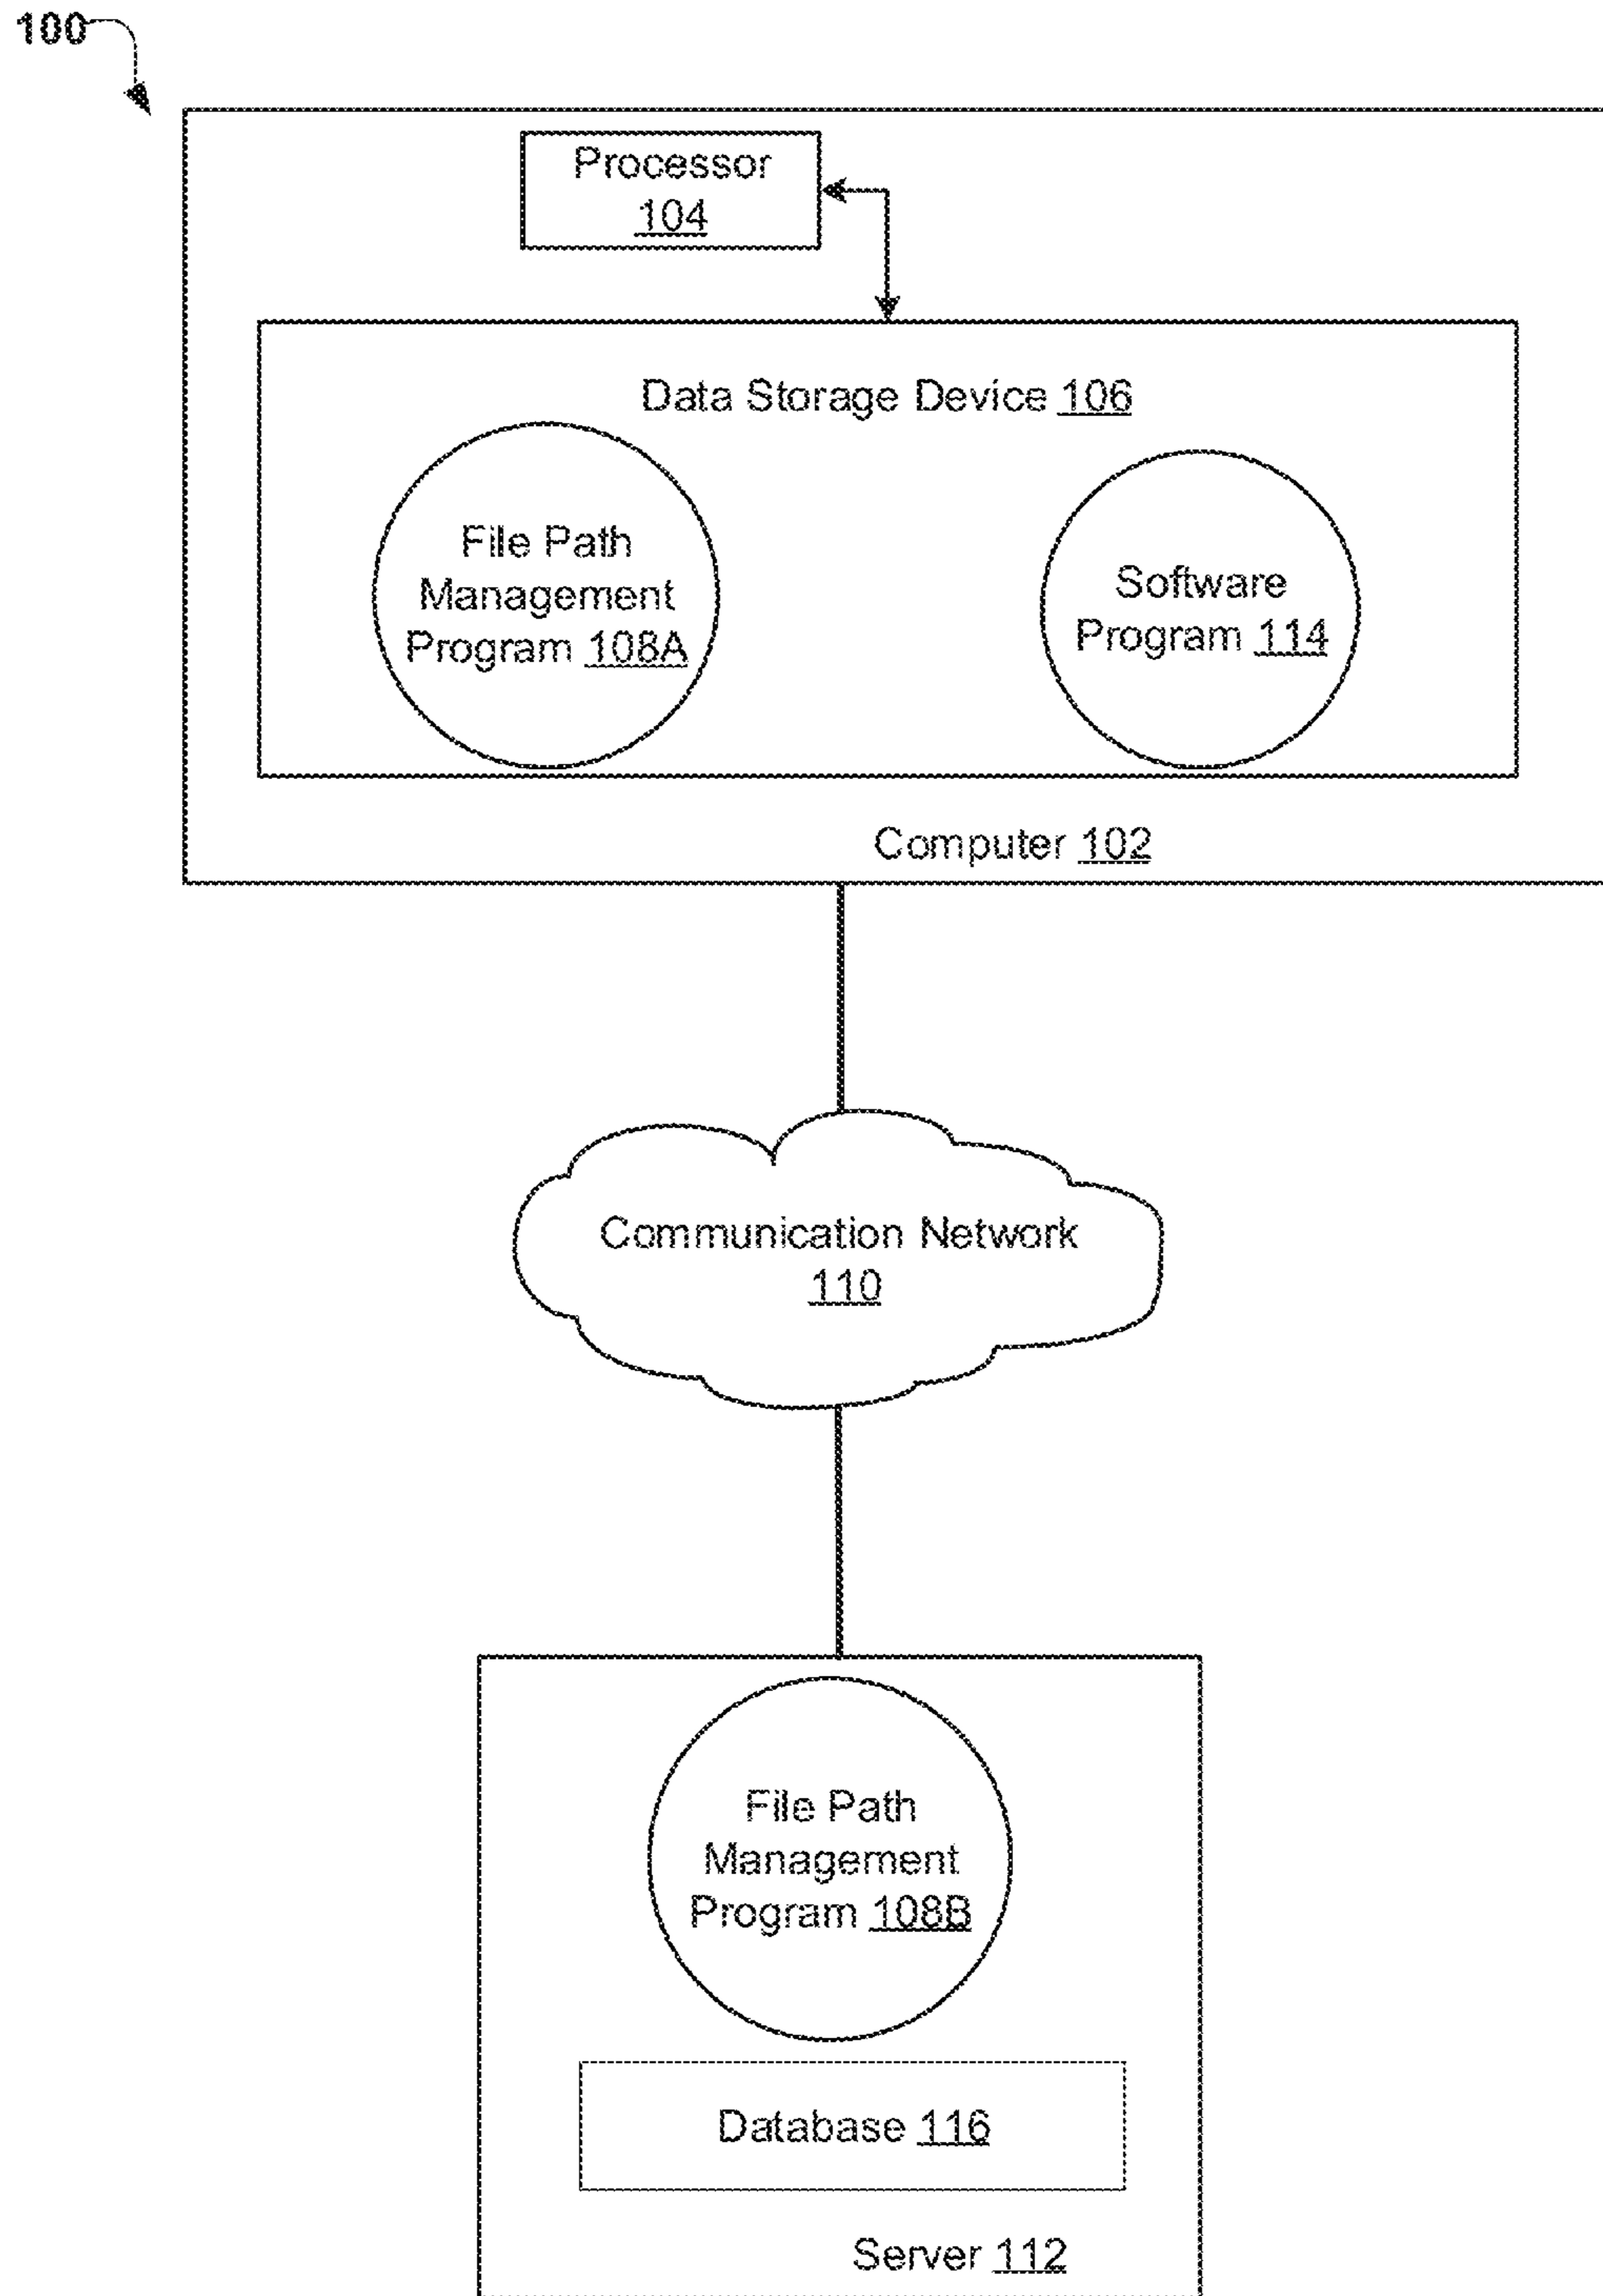 100
Processor
104
Data Storage Device 106
File Path
Management
Program 108A
Software
Program 114
Computer 102
Communication Network
110
File Path
Management
Program 108B
Database 116
Server 112